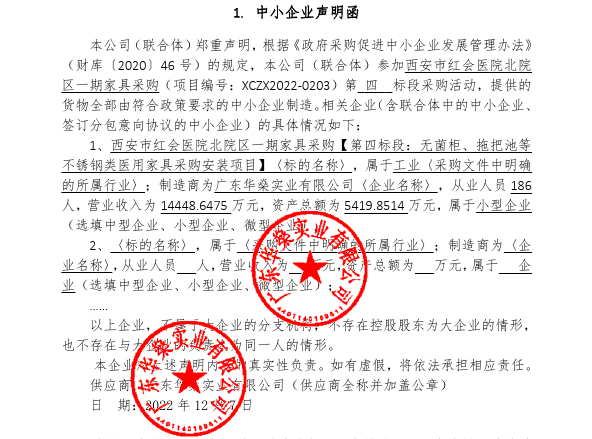 1. 中小企业声明函
本公司（联合体）郑重声明，根据《政府采购促进中小企业发展管理办法》
（财库〔2020〕46 号）的规定，本公司（联合体）参加西安市红会医院北院
区一期家具采购（项目编号：XCZX2022-0203）第 四 标段采购活动，提供的
货物全部由符合政策要求的中小企业制造。相关企业（含联合体中的中小企业、
签订分包意向协议的中小企业）的具体情况如下：
1、西安市红会医院北院区一期家具采购【第四标段：无菌柜、拖把池等
不锈钢类医用家具采购安装项目】〈标的名称〉，属于工业〈采购文件中明确
的所属行业〉；制造商为广东华燊实业有限公司〈企业名称〉，从业人员 186
人，营业收入为 14448.6475 万元，资产总额为 5419.8514 万元，属于小型企业
（选填中型企业、小型企业、微型企业）
2、〈标的名称〉，属于〈采购文件中明确的所属行业〉；制造商为〈企
业名称〉，从业人员 人，营业收入为 元，资产总额为 万元，属于 企
业（选填中型企业、小型企业、微型企业）；
……
以上企业，不属于大企业的分支机构，不存在控股股东为大企业的情形，
也不存在与大企业的 为同一人的情形。
本企业 上述声明内 真实性负责。如有虚假，将依法承担相应责任。
供应商 广东华燊实业有限公司（供应商全称并加盖公章）
日 期：2022 年 12 月 7 日
广东华燊实业有限公司
4401140189611
广东华燊实业有限公司
4401140189611